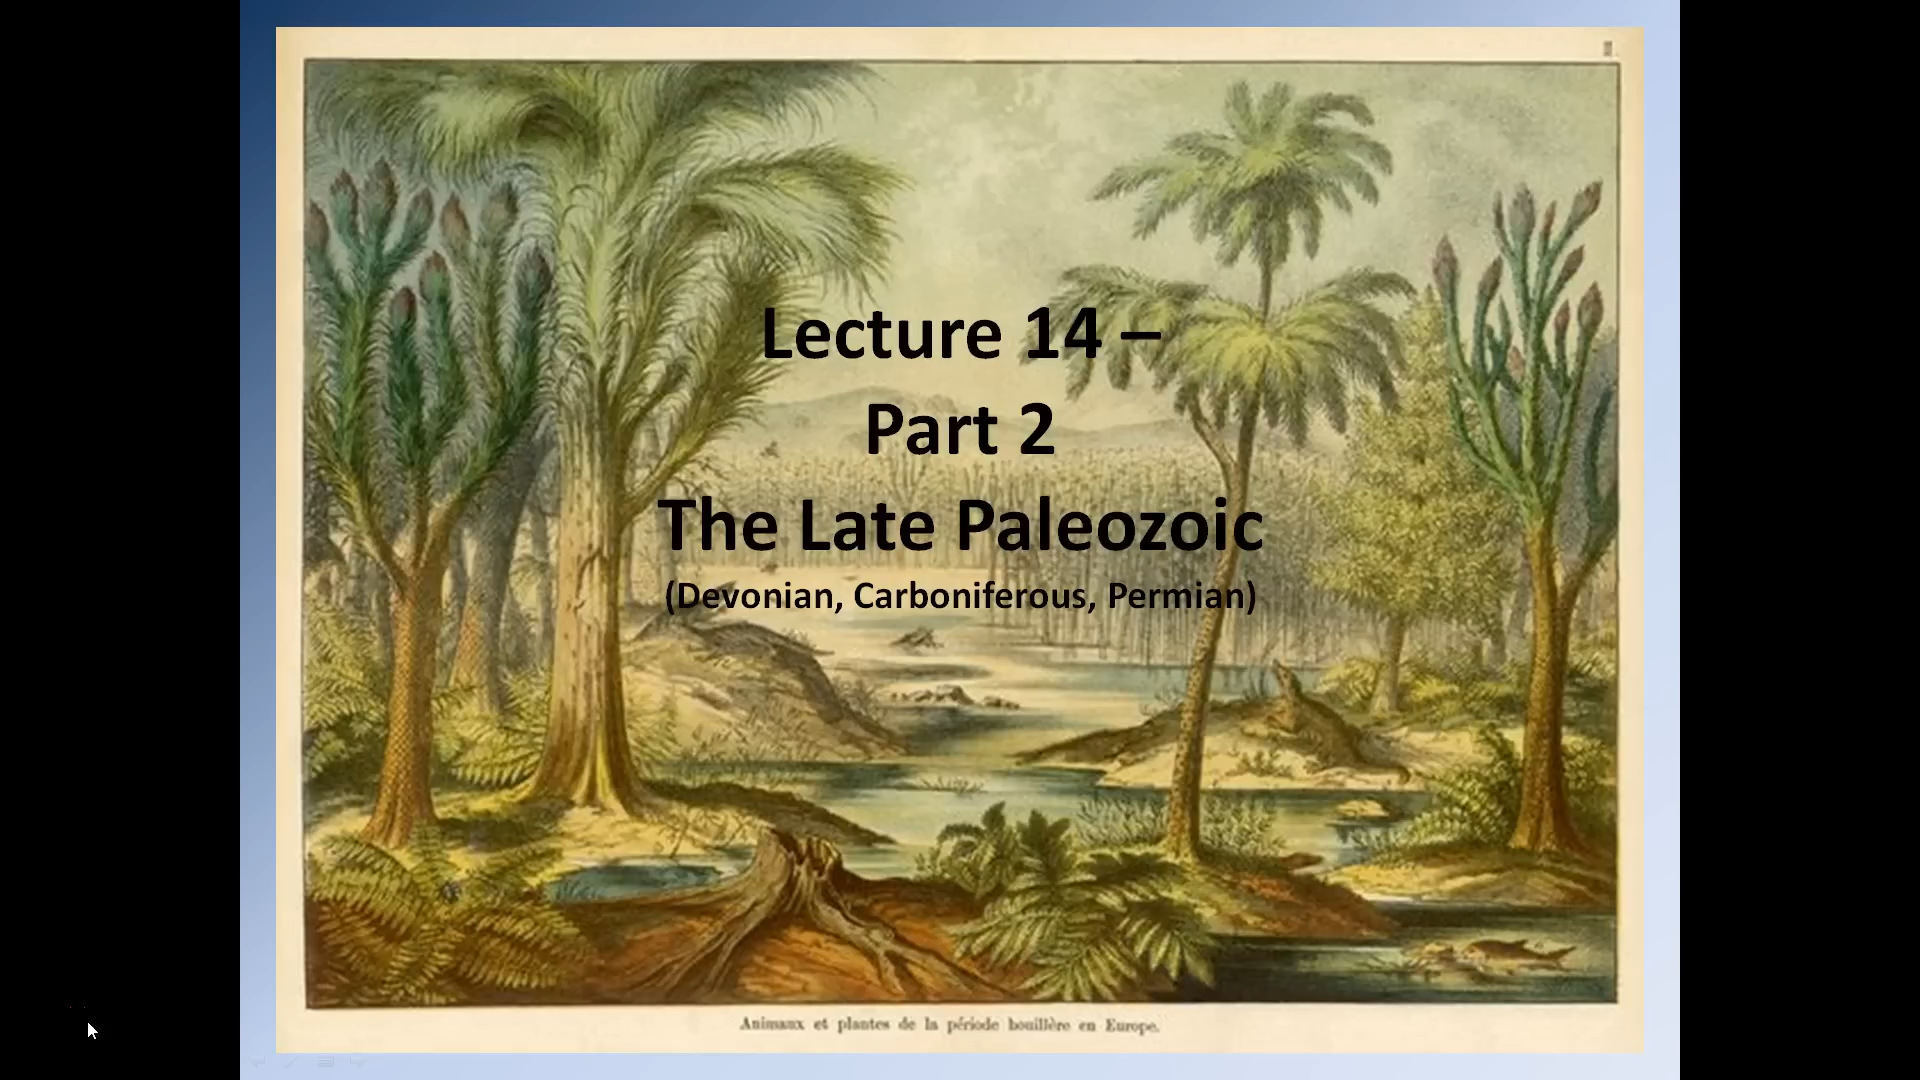 Lecture 14 –
Part 2
The Late Paleozoic
(Devonian, Carboniferous, Permian)
Animaux et plantes de la période houillère en Europe.